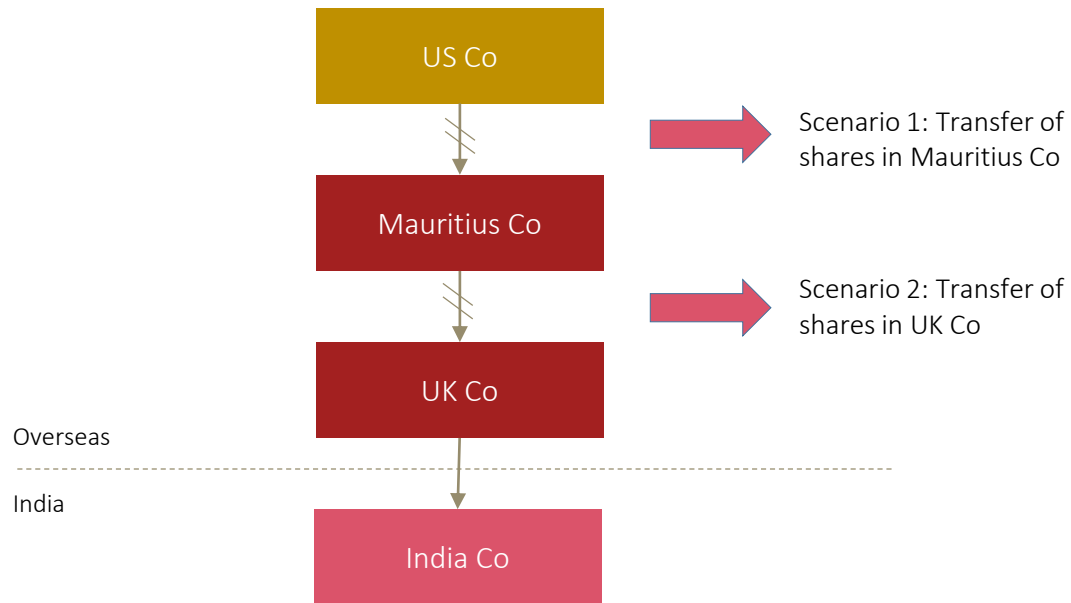 US Co
Scenario 1: Transfer of
shares in Mauritius Co
Mauritius Co
Scenario 2: Transfer of
shares in UK Co
UK Co
Overseas
India
India Co